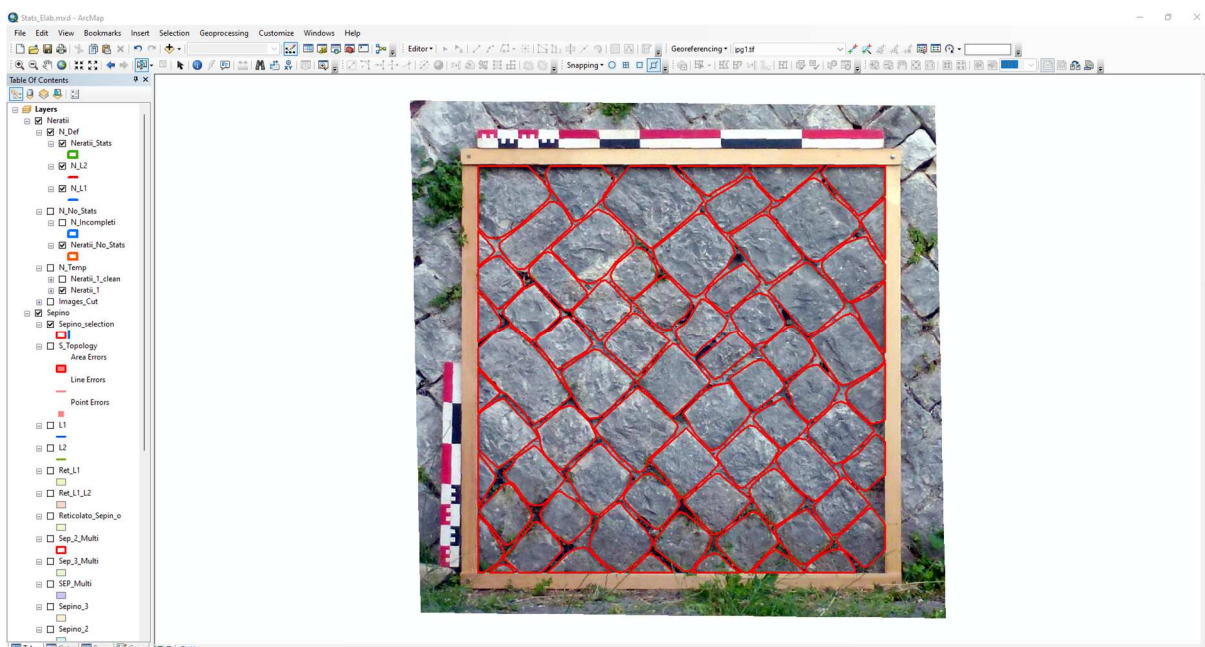 Stats_Elab.mxd - ArcMap
File Edit View Bookmarks Insert Selection Geoprocessing Customize Windows Help
Editor
Georeferencing
jpg1.tif
Snapping
Table Of Contents
Layers
Neratii
N_Def
Neratii_Stats
N_L2
N_L1
N_No_Stats
N_Incompleti
Neratii_No_Stats
N_Temp
Neratii_1_clean
Neratii_1
Images_Cut
Sepino
Sepino_selection
S_Topology
Area Errors
Line Errors
Point Errors
L1
L2
Ret_L1
Ret_L1_L2
Reticolato_Sepin_o
Sep_2_Multi
Sep_3_Multi
SEP_Multi
Sepino_3
Sepino_2